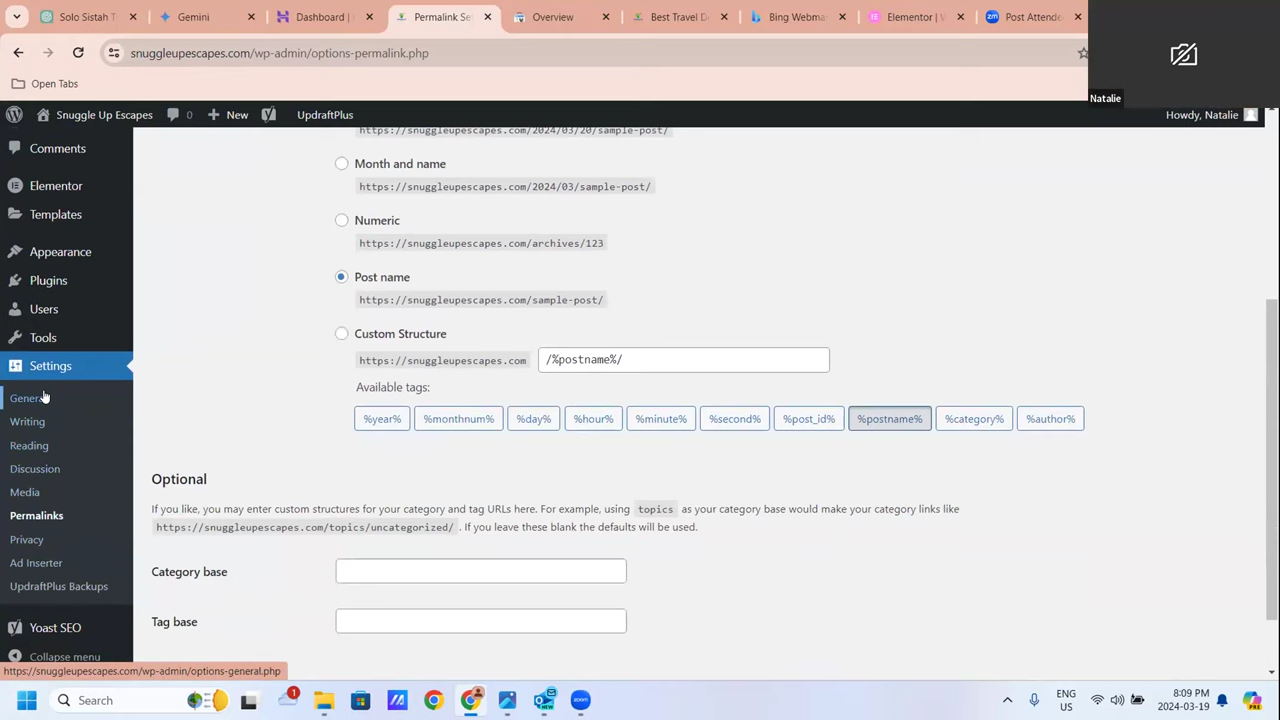 Solo Sistah T
Gemini
Dashboard |
Permalink Se
Overview
Best Travel De
Bing Webma
Elementor |
Post Attende
snuggleupescapes.com/wp-admin/options-permalink.php
Open Tabs
Natalie
Snuggle Up Escapes
0
New
UpdraftPlus
Howdy, Natalie
https://snuggleupescapes.com/2024/03/20/sample-post/
Comments
Month and name
https://snuggleupescapes.com/2024/03/sample-post/
Elementor
Templates
Numeric
https://snuggleupescapes.com/archives/123
Appearance
Plugins
Post name
https://snuggleupescapes.com/sample-post/
Users
Tools
Custom Structure
https://snuggleupescapes.com
/%postname%/
Settings
Available tags:
General
%year%
%monthnum%
%day%
%hour%
%minute%
%second%
%post_id%
%postname%
%category%
%author%
Writing
Reading
Discussion
Media
Permalinks
Privacy
Ad Inserter
UpdraftPlus Backups
Optional
If you like, you may enter custom structures for your category and tag URLs here. For example, using topics as your category base would make your category links like
https://snuggleupescapes.com/topics/uncategorized/ . If you leave these blank the defaults will be used.
Category base
Tag base
Yoast SEO
Collapse menu
https://snuggleupescapes.com/wp-admin/options-general.php
Search
1
ENG
US
8:09 PM
2024-03-19